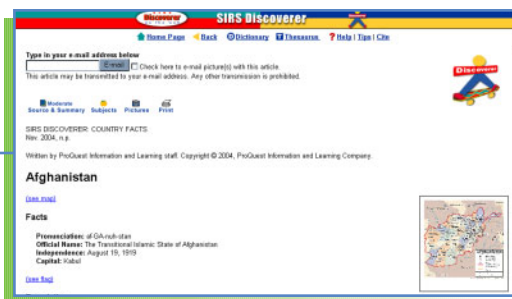 Discoverer
SIRS Discoverer
Home Page Back Dictionary Thesaurus ? Help | Tips | Cite
Type in your e-mail address below
E-mail Check here to e-mail picture(s) with this article.
This article may be transmitted to your e-mail address. Any other transmission is prohibited.
Discoverer
Moderate
Source & Summary Subjects Pictures Print
SIRS DISCOVERER: COUNTRY FACTS
Nov. 2004, n.p.
Written by ProQuest Information and Learning staff. Copyright © 2004, ProQuest Information and Learning Company.
Afghanistan
(see map)
Facts
Pronunciation: af-GA-nuh-stan
Official Name: The Transitional Islamic State of Afghanistan
Independence: August 19, 1919
Capital: Kabul
(see flag)